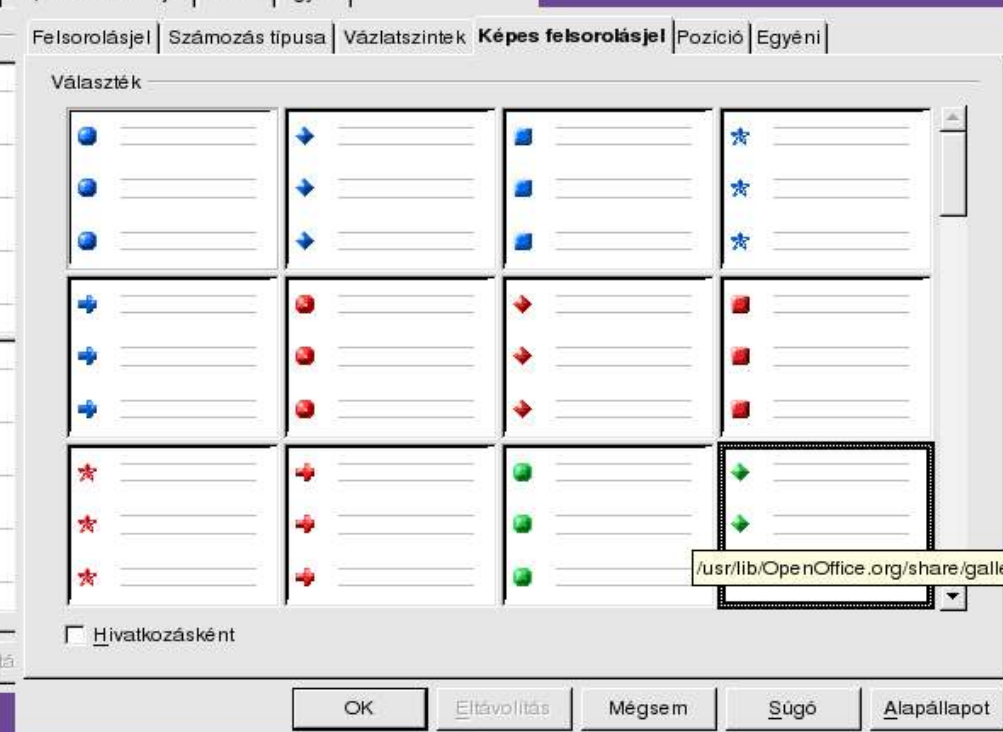 Felsorolásjel Számozás típusa Vázlatszintek Képes felsorolásjel Pozíció Egyéni
Választék
/usr/lib/OpenOffice.org/share/galle
Hivatkozásként
OK Eltávolítás Mégsem Súgó Alapállapot